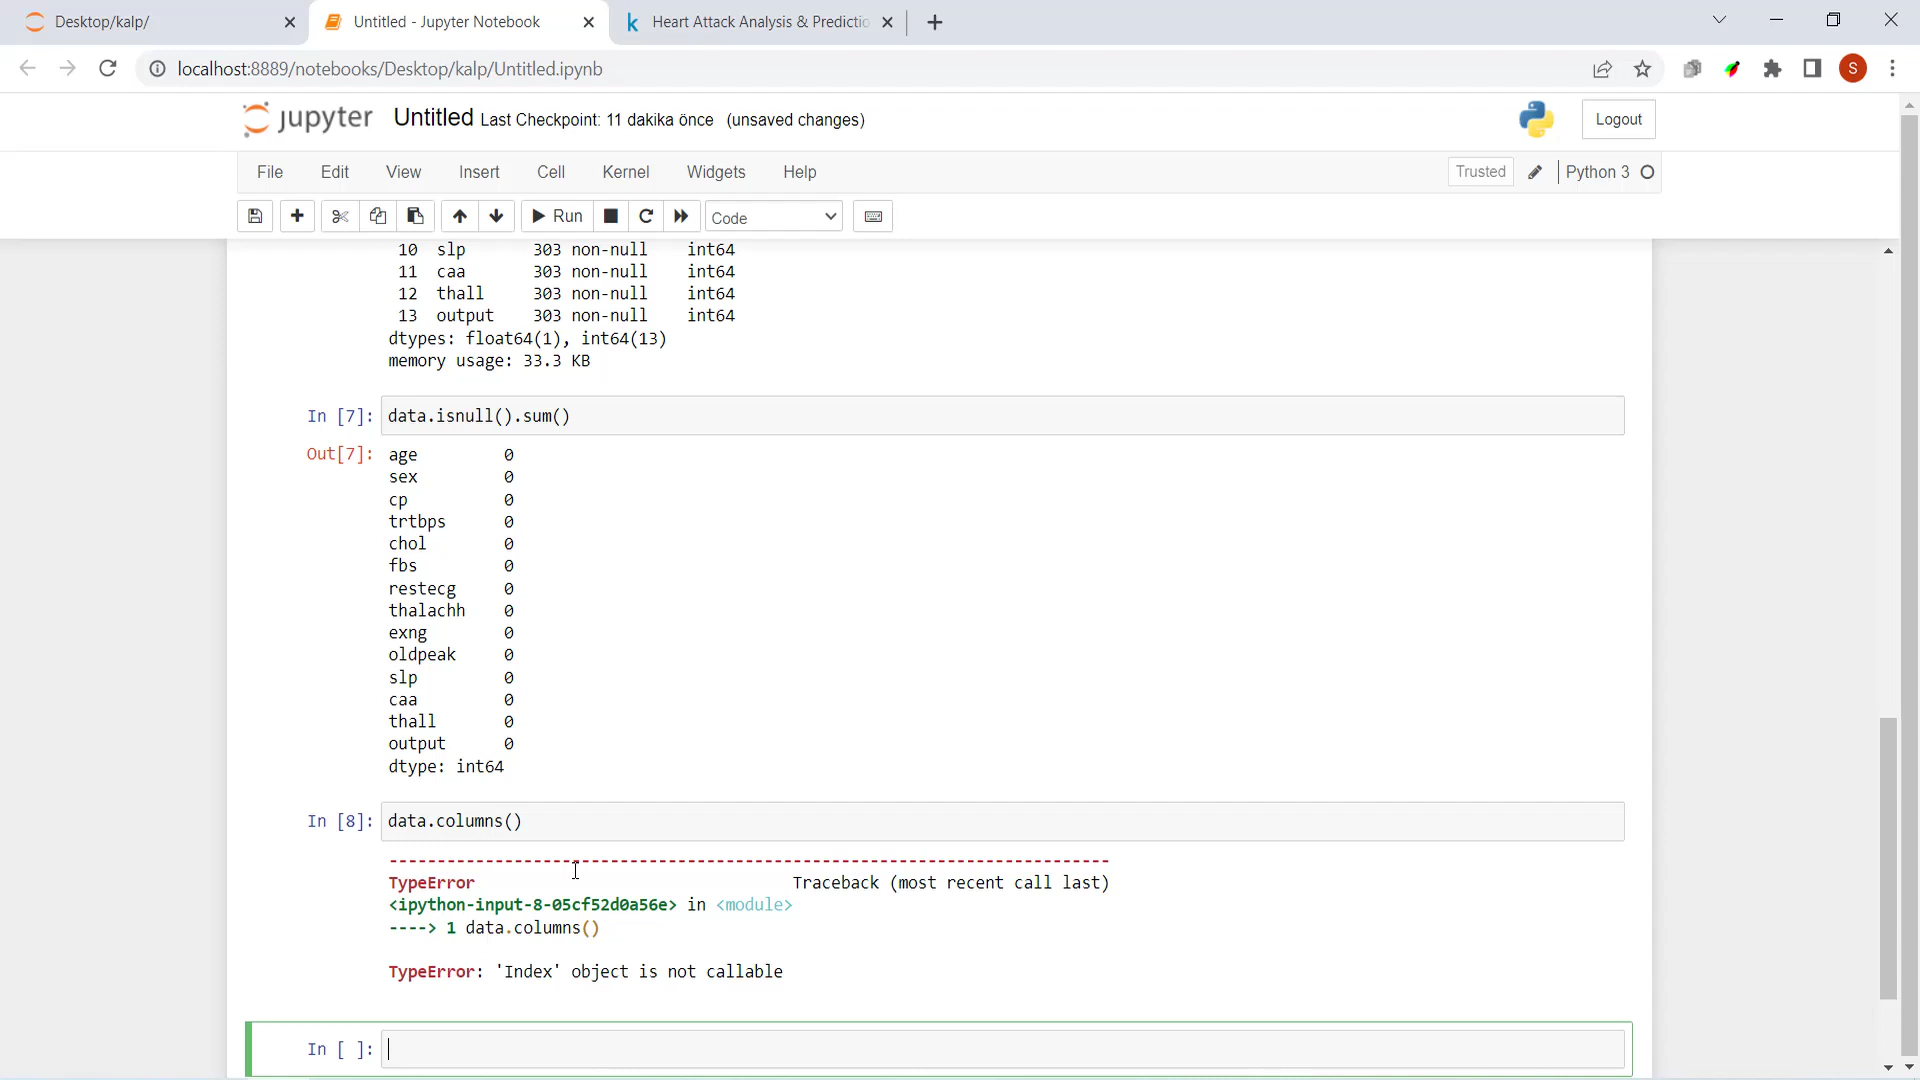 Desktop/kalp/
Untitled - Jupyter Notebook
Heart Attack Analysis & Predictio
localhost:8889/notebooks/Desktop/kalp/Untitled.ipynb
S
jupyter Untitled Last Checkpoint: 11 dakika önce (unsaved changes)
Logout
File Edit View Insert Cell Kernel Widgets Help
Trusted Python 3
Run Code
10 slp 303 non-null int64
11 caa 303 non-null int64
12 thall 303 non-null int64
13 output 303 non-null int64
dtypes: float64(1), int64(13)
memory usage: 33.3 KB
In [7]: data.isnull().sum()
Out[7]: age 0
sex 0
cp 0
trtbps 0
chol 0
fbs 0
restecg 0
thalachh 0
exng 0
oldpeak 0
slp 0
caa 0
thall 0
output 0
dtype: int64
In [8]: data.columns()
---------------------------------------------------------------------------
TypeError Traceback (most recent call last)
<ipython-input-8-05cf52d0a56e> in <module>
----> 1 data.columns()
TypeError: 'Index' object is not callable
In [ ]: